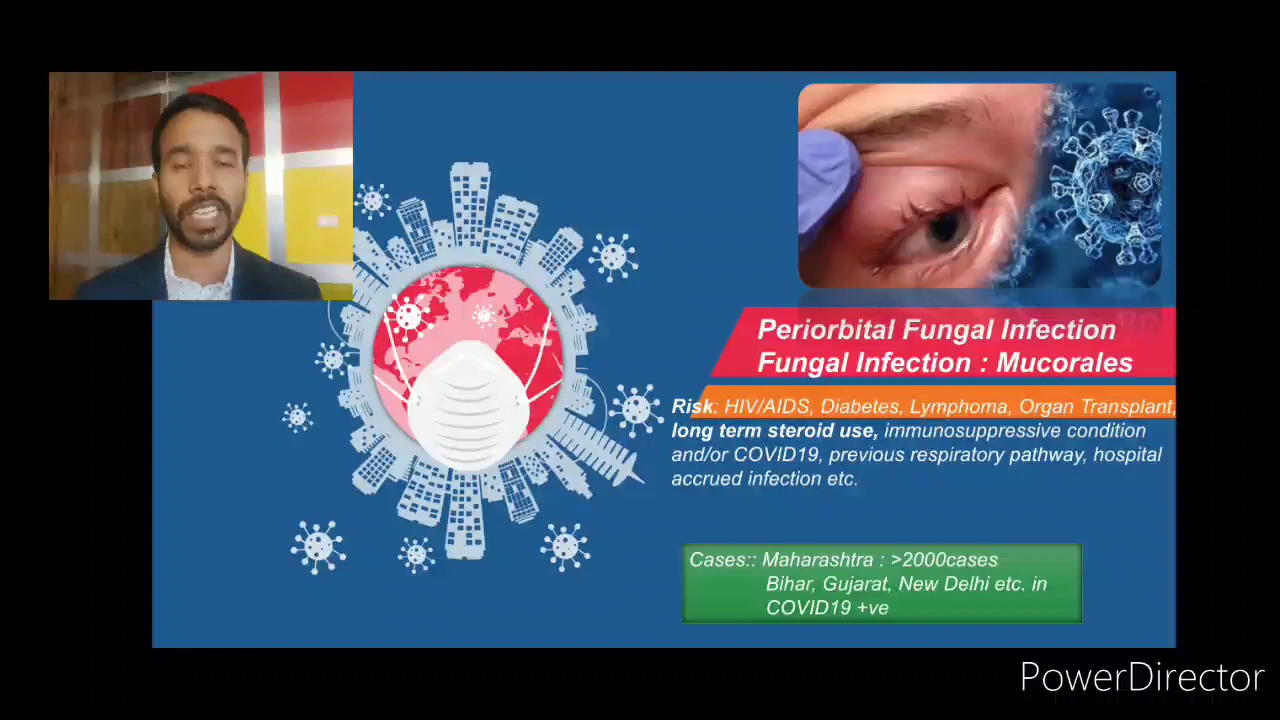 Periorbital Fungal Infection
Fungal Infection : Mucorales
Risk: HIV/AIDS, Diabetes, Lymphoma, Organ Transplant,
long term steroid use, immunosuppressive condition
and/or COVID19, previous respiratory pathway, hospital
accrued infection etc.
Cases:: Maharashtra : >2000cases
Bihar, Gujarat, New Delhi etc. in
COVID19 +ve
PowerDirector